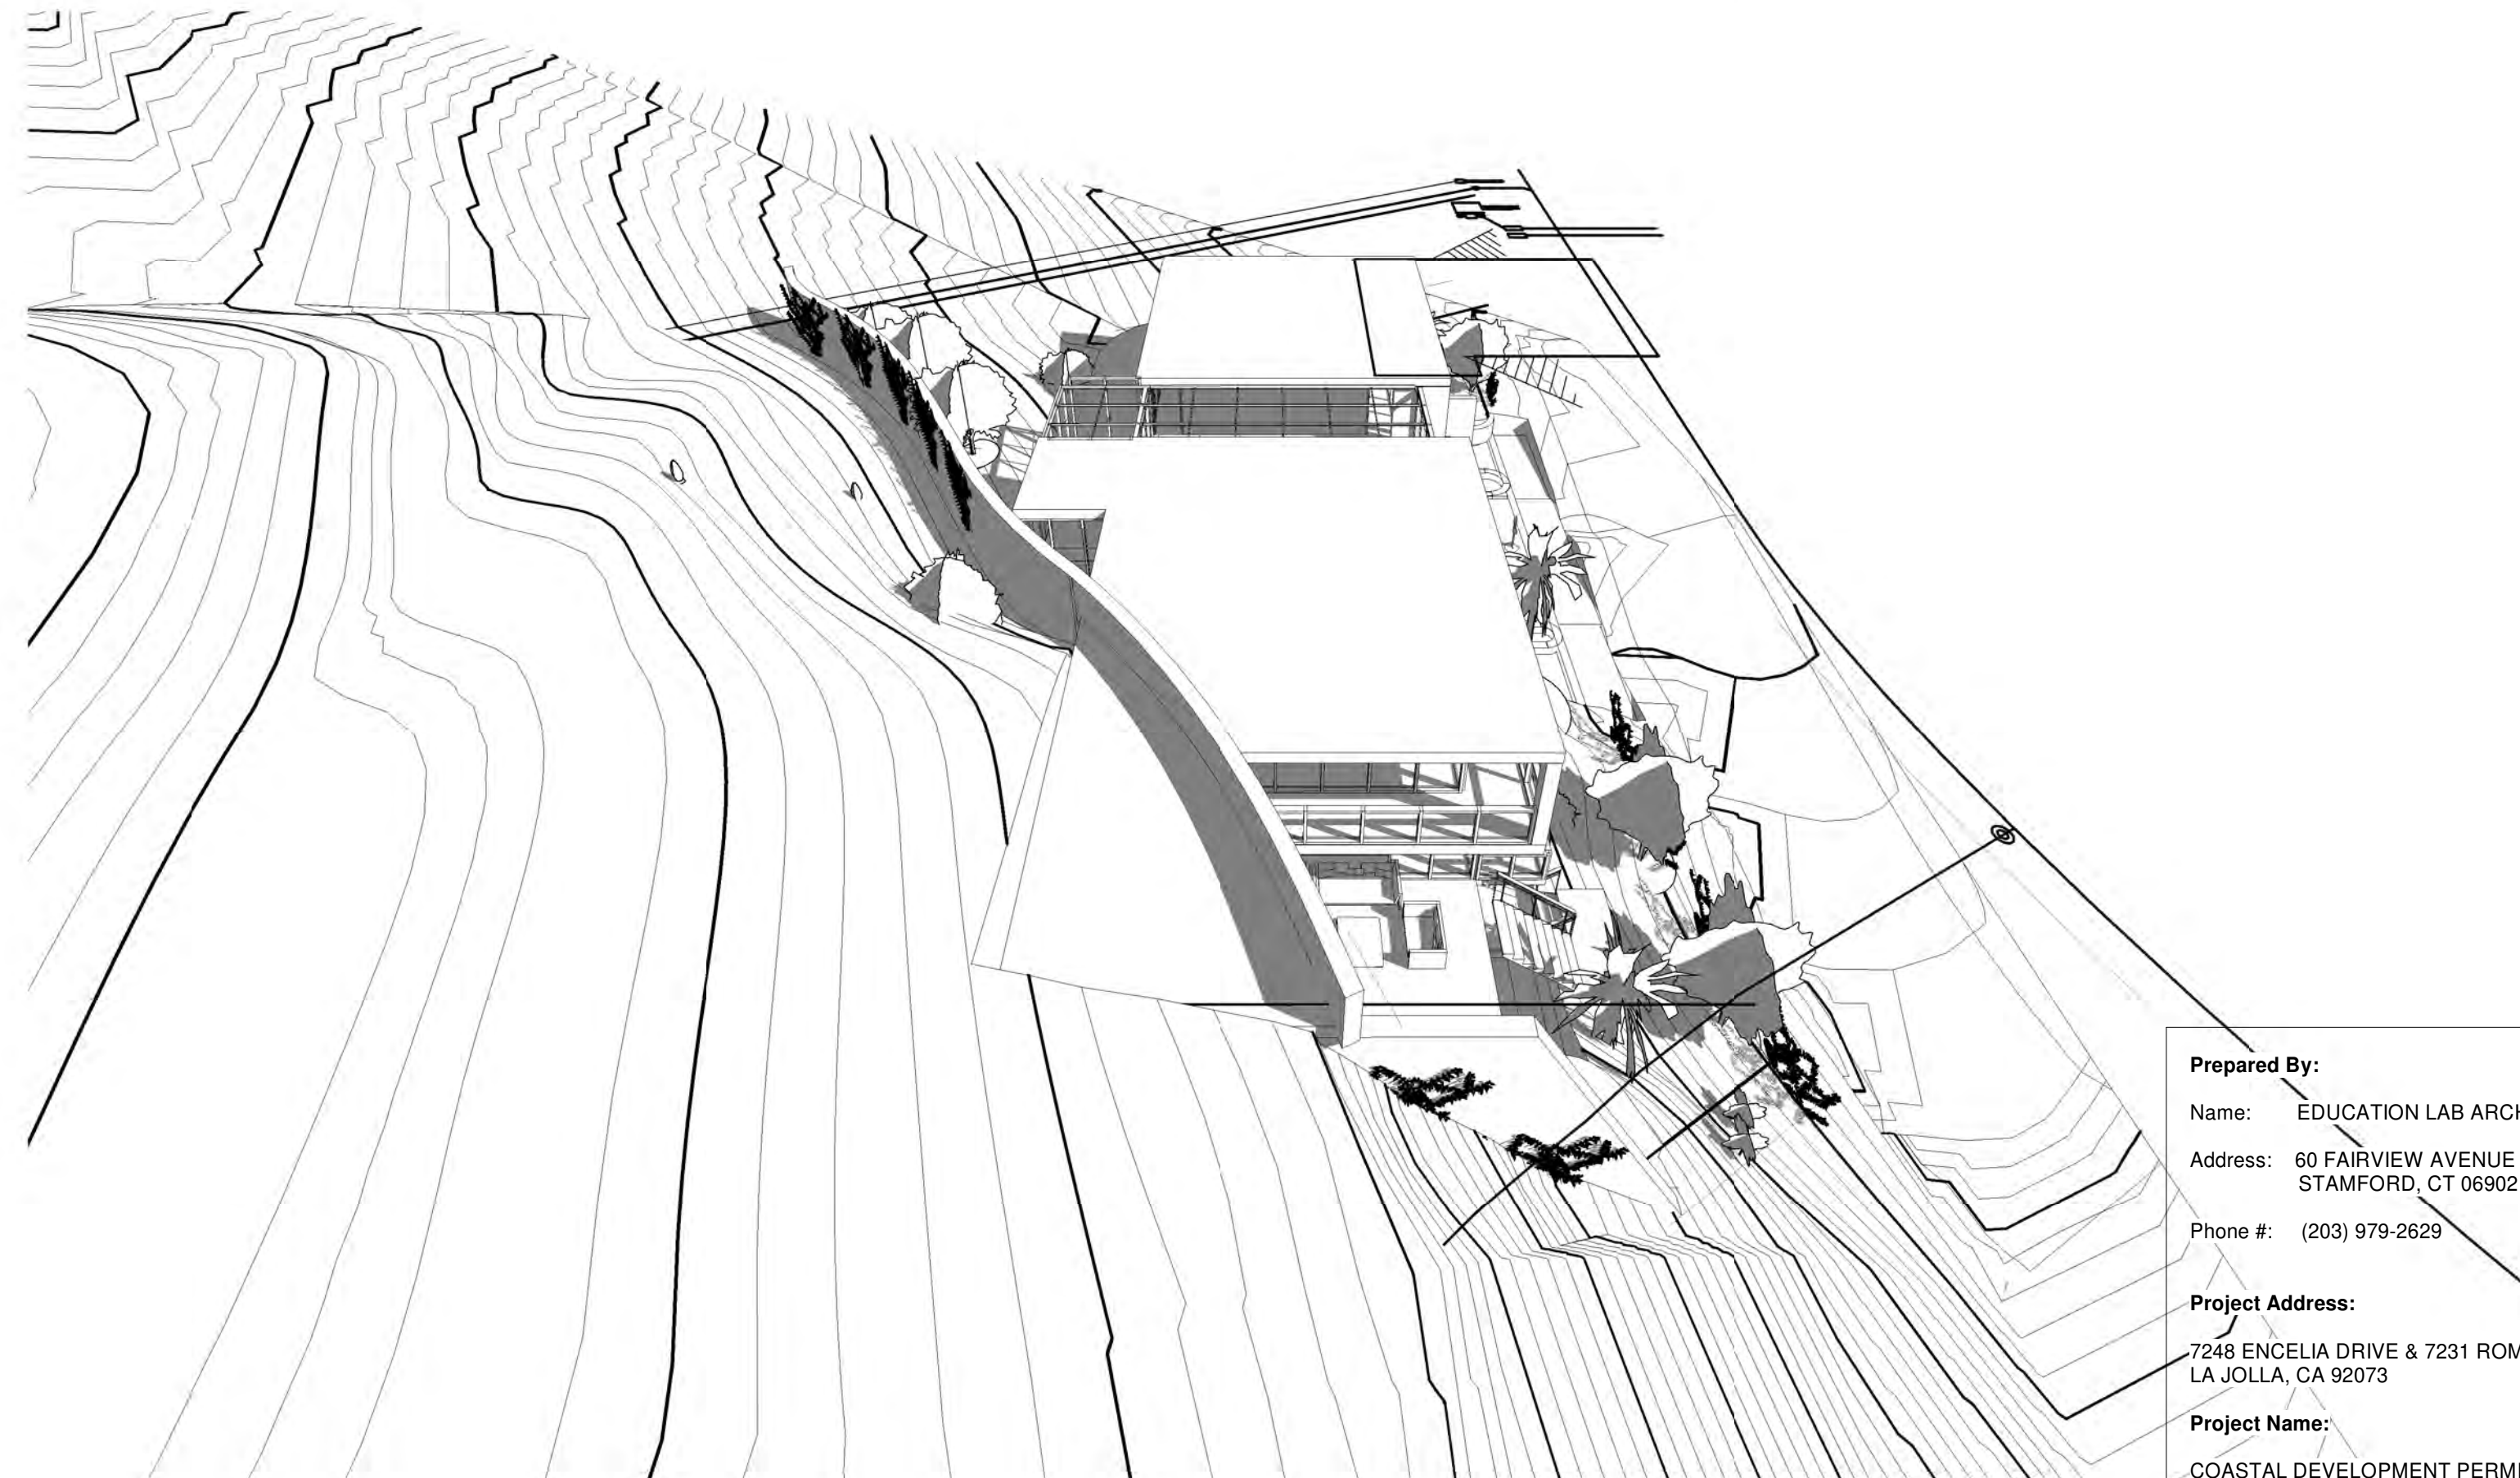 Prepared By:
Name: EDUCATION LAB ARCH
Address: 60 FAIRVIEW AVENUE
STAMFORD, CT 06902
Phone #: (203) 979-2629
Project Address:
7248 ENCELIA DRIVE & 7231 ROM
LA JOLLA, CA 92073
Project Name:
COASTAL DEVELOPMENT PERM